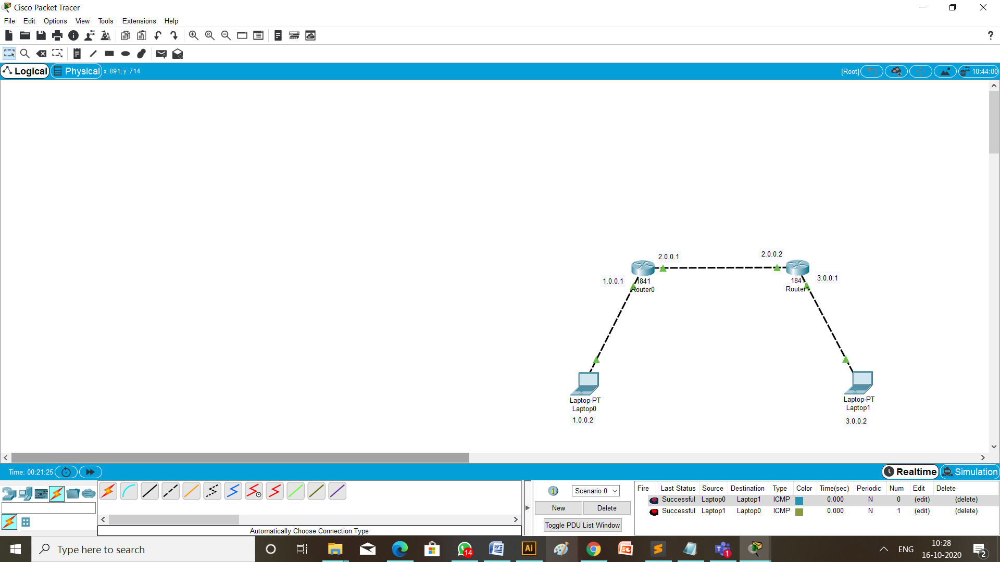 Cisco Packet Tracer
File Edit Options View Tools Extensions Help
Logical Physical x: 891, y: 714 [Root] 10:44:00
2.0.0.1 2.0.0.2
1.0.0.1 3.0.0.1
1841
Router0
1841
Router1
Laptop-PT
Laptop0
1.0.0.2
Laptop-PT
Laptop1
3.0.0.2
Time: 00:21:25 Realtime Simulation
Scenario 0
New Delete
Toggle PDU List Window
Fire Last Status Source Destination Type Color Time(sec) Periodic Num Edit Delete
Successful Laptop0 Laptop1 ICMP 0.000 N 0 (edit) (delete)
Successful Laptop1 Laptop0 ICMP 0.000 N 1 (edit) (delete)
Automatically Choose Connection Type
Type here to search
Ai
14
1
ENG
10:28
16-10-2020
2